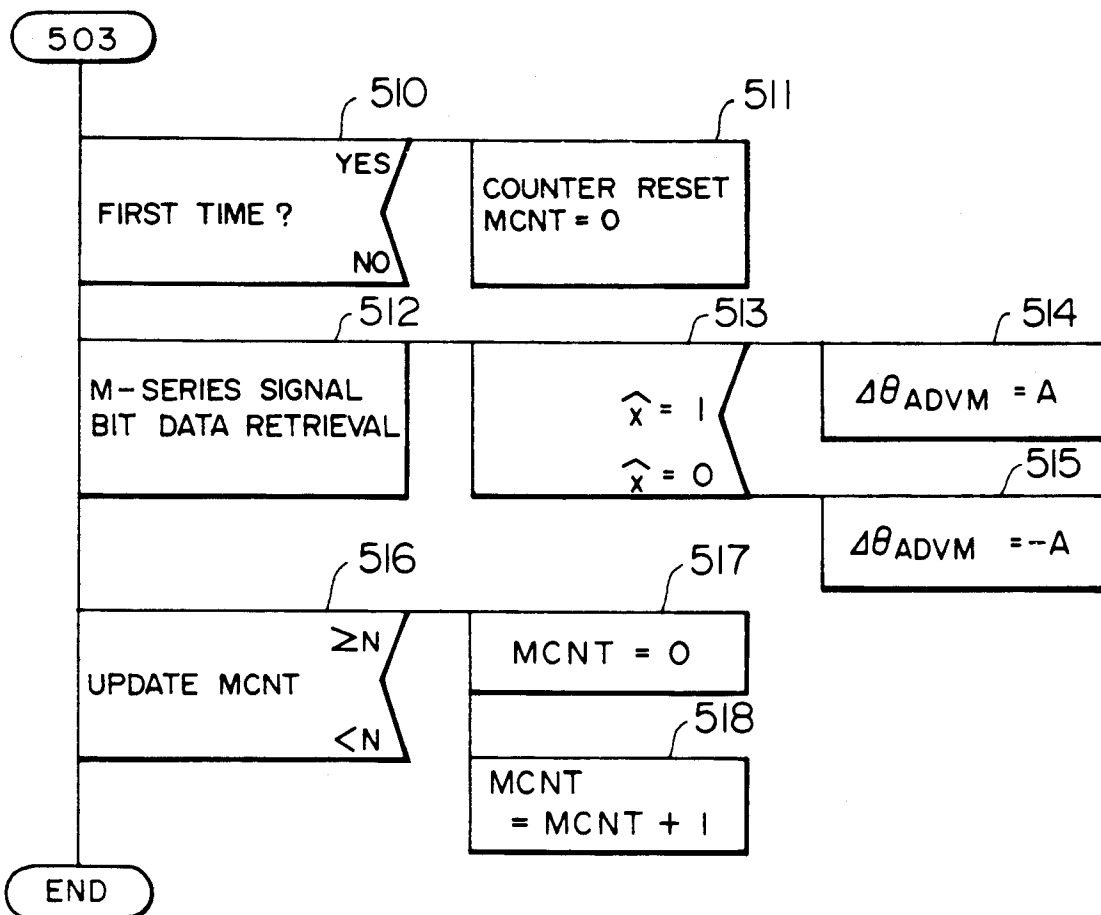 503
510
511
YES
FIRST TIME ?
NO
COUNTER RESET
MCNT = 0
512
513
514
M-SERIES SIGNAL
BIT DATA RETRIEVAL
x̂ = 1
x̂ = 0
ΔθADVM = A
515
ΔθADVM = -A
516
517
≥N
UPDATE MCNT
<N
MCNT = 0
518
MCNT
= MCNT + 1
END